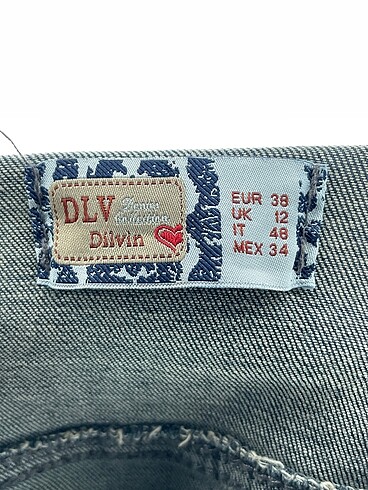 DLV
Dilvin
EUR 38
UK 12
IT 48
MEX 34